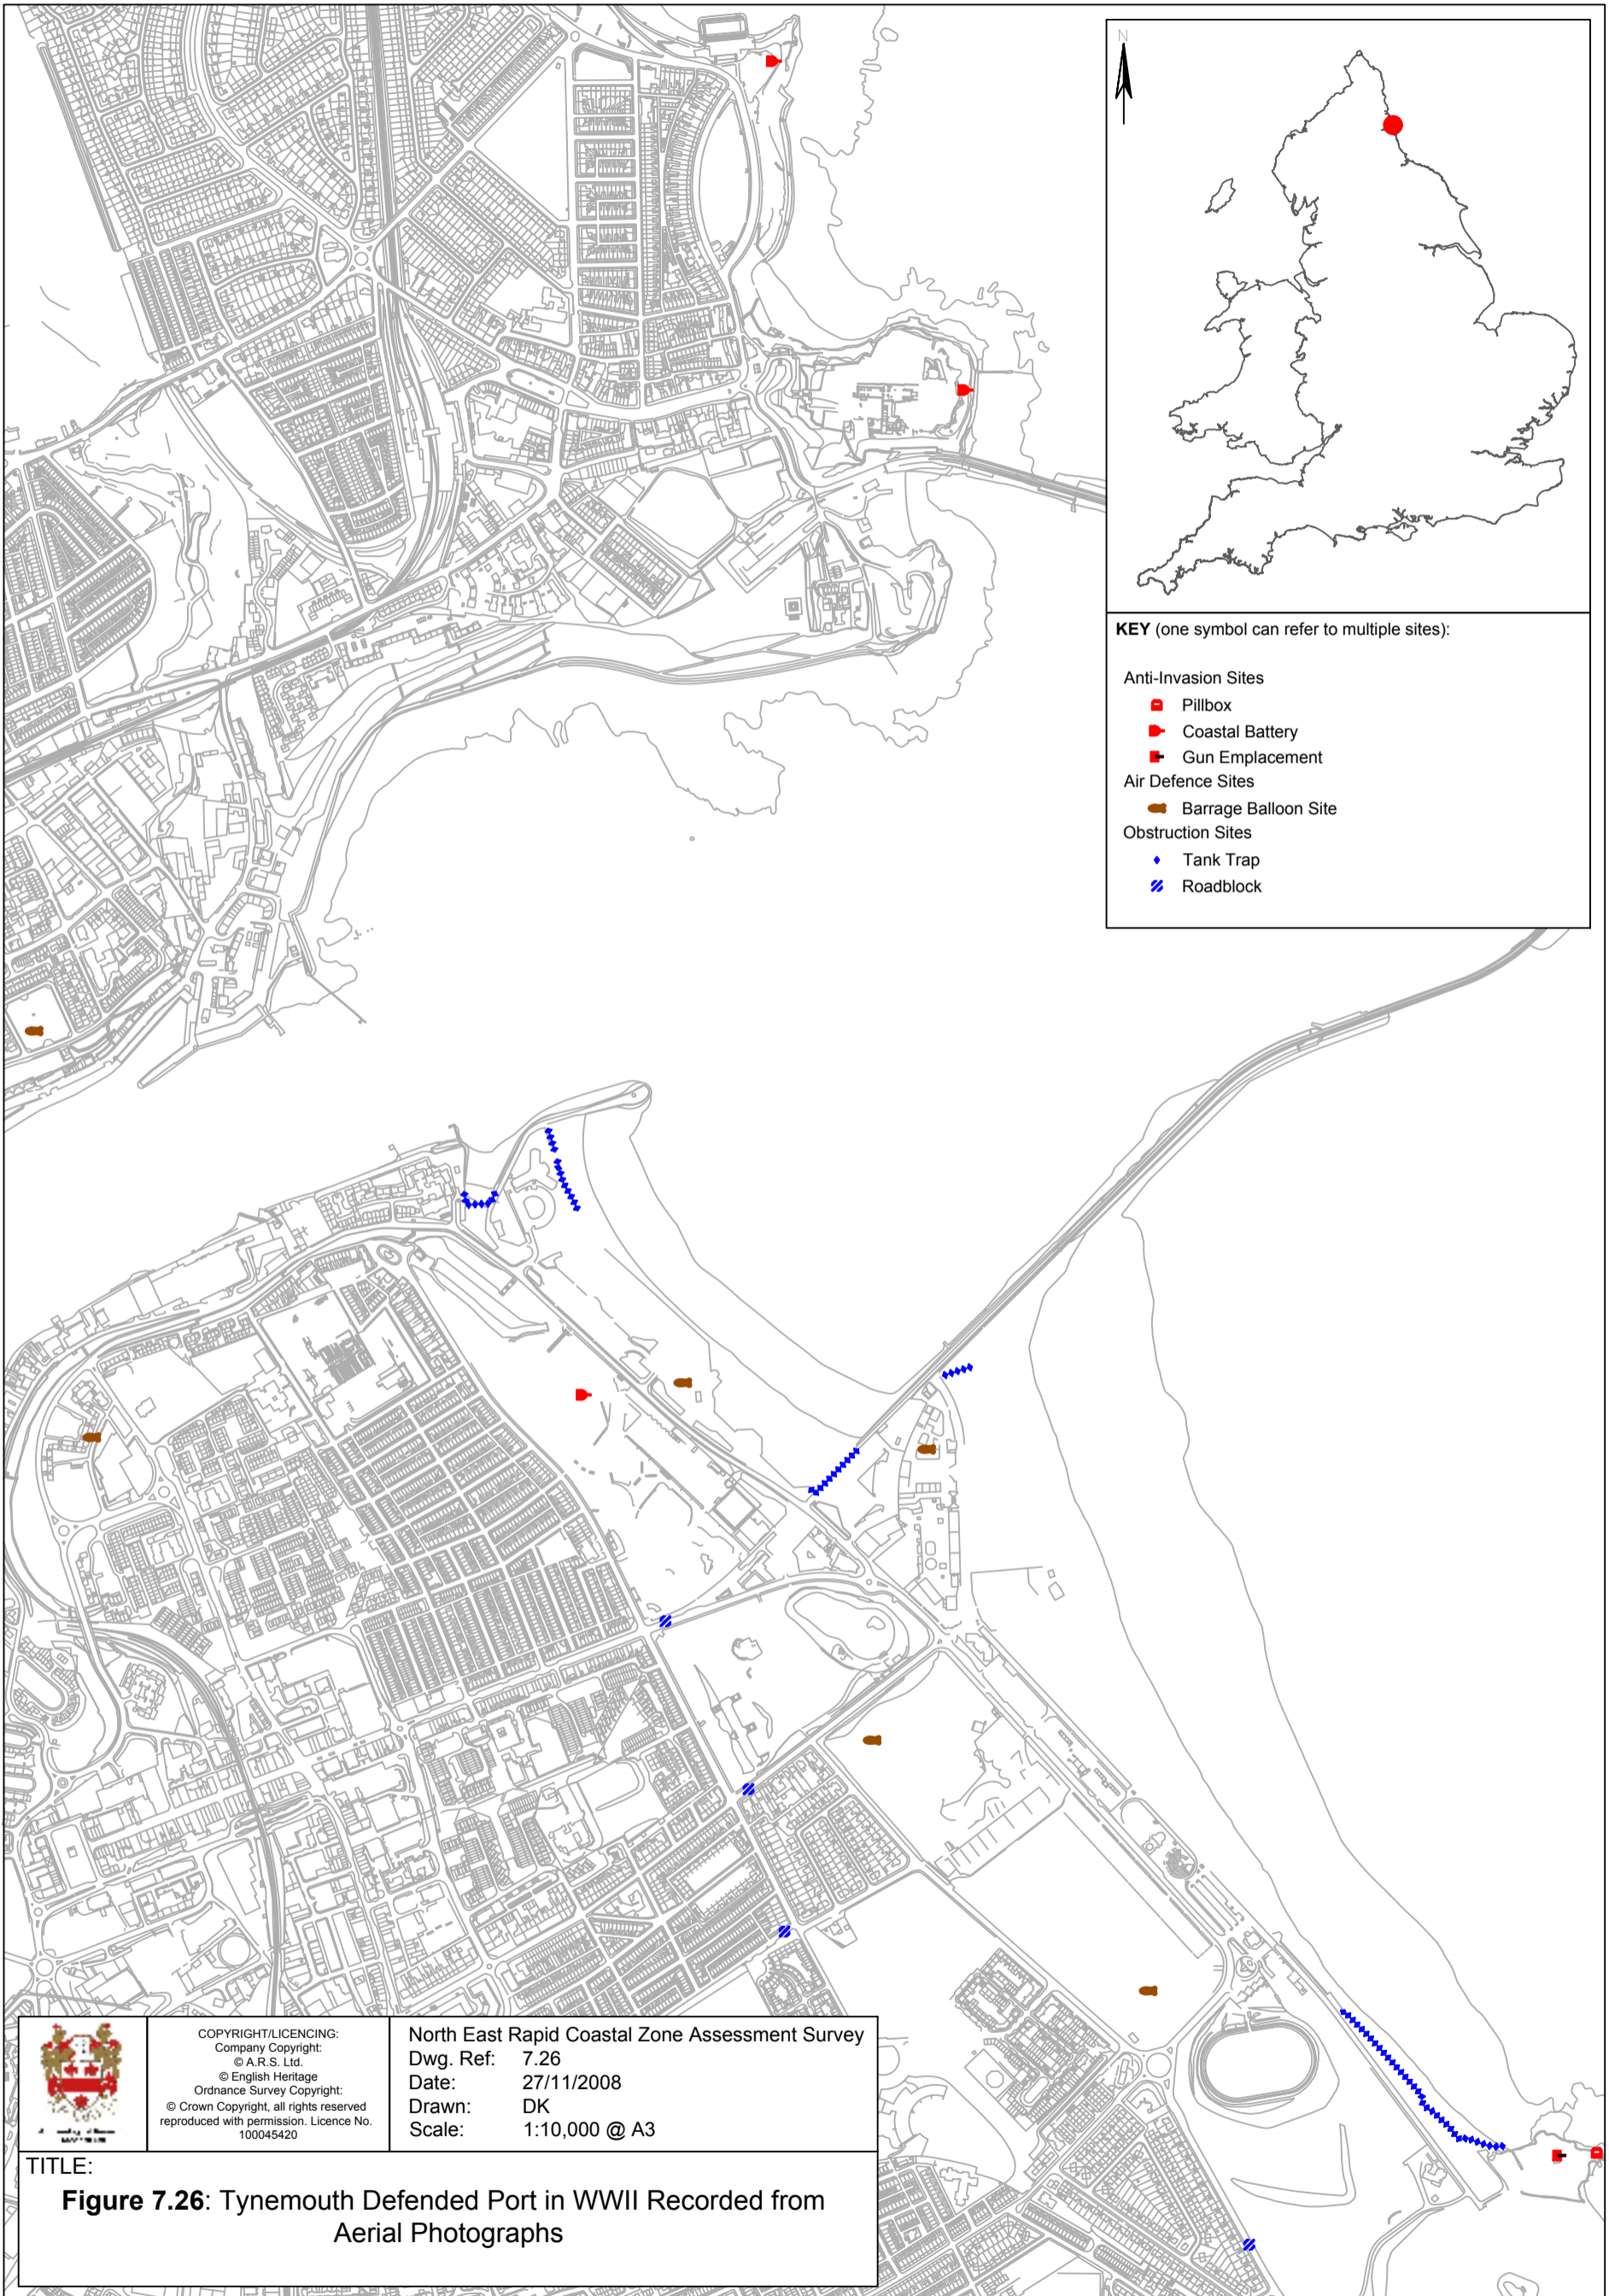 N
KEY (one symbol can refer to multiple sites):
Anti-Invasion Sites
Pillbox
Coastal Battery
Gun Emplacement
Air Defence Sites
Barrage Balloon Site
Obstruction Sites
Tank Trap
Roadblock
COPYRIGHT/LICENCING:
Company Copyright:
© A.R.S. Ltd.
© English Heritage
Ordnance Survey Copyright:
© Crown Copyright, all rights reserved
reproduced with permission. Licence No.
100045420
North East Rapid Coastal Zone Assessment Survey
Dwg. Ref: 7.26
Date: 27/11/2008
Drawn: DK
Scale: 1:10,000 @ A3
TITLE:
Figure 7.26: Tynemouth Defended Port in WWII Recorded from
Aerial Photographs